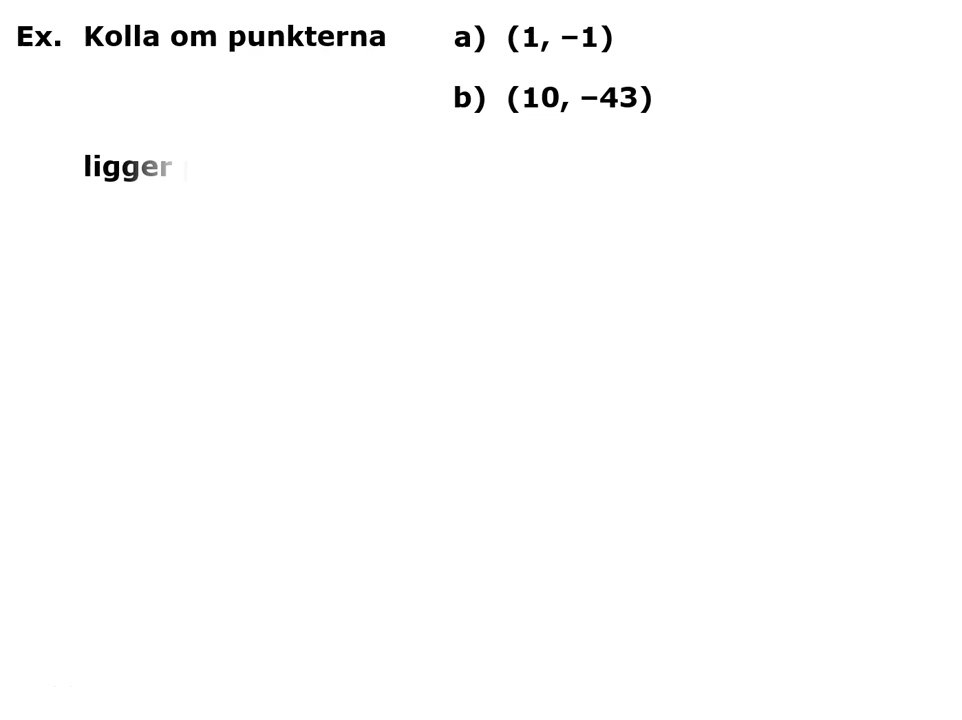 Ex. Kolla om punkterna a) (1, –1)
b) (10, –43)
ligger